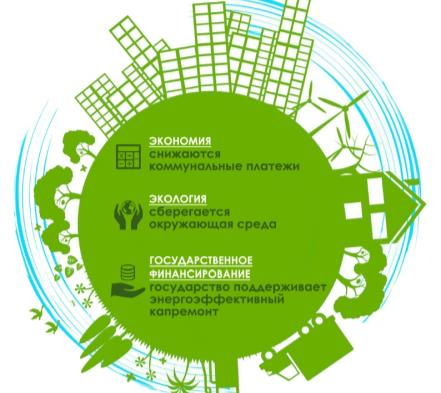 ЭКОНОМИЯ
снижаются
коммунальные платежи
ЭКОЛОГИЯ
сберегается
окружающая среда
ГОСУДАРСТВЕННОЕ
ФИНАНСИРОВАНИЕ
государство поддерживает
энергоэффективный
капремонт